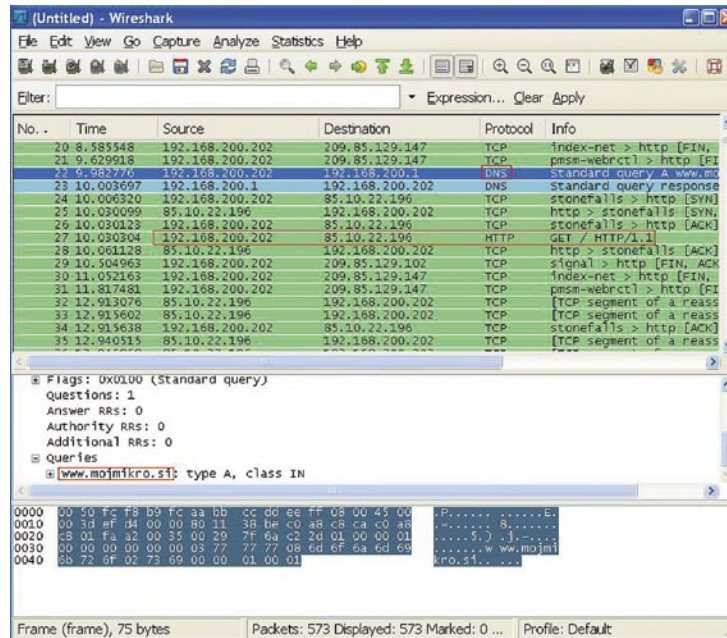 (Untitled) - Wireshark
File Edit View Go Capture Analyze Statistics Help
Filter: Expression... Clear Apply
No. . Time Source Destination Protocol Info
20 8.585548 192.168.200.202 209.85.129.147 TCP index-net > http [FIN,
21 9.629918 192.168.200.202 209.85.129.147 TCP pmsm-webrctl > http [FI
22 9.982776 192.168.200.202 192.168.200.1 DNS Standard query A www.mo
23 10.003697 192.168.200.1 192.168.200.202 DNS Standard query response
24 10.006320 192.168.200.202 85.10.22.196 TCP stonefalls > http [SYN]
25 10.030099 85.10.22.196 192.168.200.202 TCP http > stonefalls [SYN,
26 10.030123 192.168.200.202 85.10.22.196 TCP stonefalls > http [ACK]
27 10.030304 192.168.200.202 85.10.22.196 HTTP GET / HTTP/1.1
28 10.061128 85.10.22.196 192.168.200.202 TCP http > stonefalls [ACK]
29 10.504963 192.168.200.202 209.85.129.102 TCP signal > http [FIN, ACK
30 11.052163 192.168.200.202 209.85.129.147 TCP index-net > http [FIN,
31 11.817481 192.168.200.202 209.85.129.147 TCP pmsm-webrctl > http [FI
32 12.913076 85.10.22.196 192.168.200.202 TCP [TCP segment of a reass
33 12.915602 85.10.22.196 192.168.200.202 TCP [TCP segment of a reass
34 12.915638 192.168.200.202 85.10.22.196 TCP stonefalls > http [ACK]
35 12.940515 85.10.22.196 192.168.200.202 TCP [TCP segment of a reass
Flags: 0x0100 (Standard query)
Questions: 1
Answer RRs: 0
Authority RRs: 0
Additional RRs: 0
Queries
www.mojmikro.si: type A, class IN
0000 00 50 fc f8 b9 fc aa bb cc dd ee ff 08 00 45 00 .P...... ......E.
0010 00 3d ef d4 00 00 80 11 38 be c0 a8 c8 ca c0 a8 .=...... 8.......
0020 c8 01 fa a2 00 35 00 29 7f 6a c2 2d 01 00 00 01 .....5.) .j.-....
0030 00 00 00 00 00 00 03 77 77 77 08 6d 6f 6a 6d 69 .......w ww.mojmi
0040 6b 72 6f 02 73 69 00 00 01 00 01 kro.si.. ...
Frame (frame), 75 bytes Packets: 573 Displayed: 573 Marked: 0 ... Profile: Default